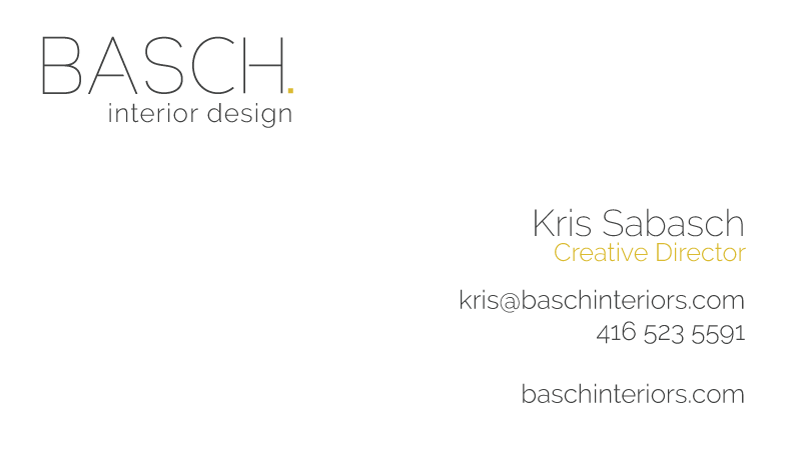 BASCH.
interior design
Kris Sabasch
Creative Director
kris@baschinteriors.com
416 523 5591
baschinteriors.com